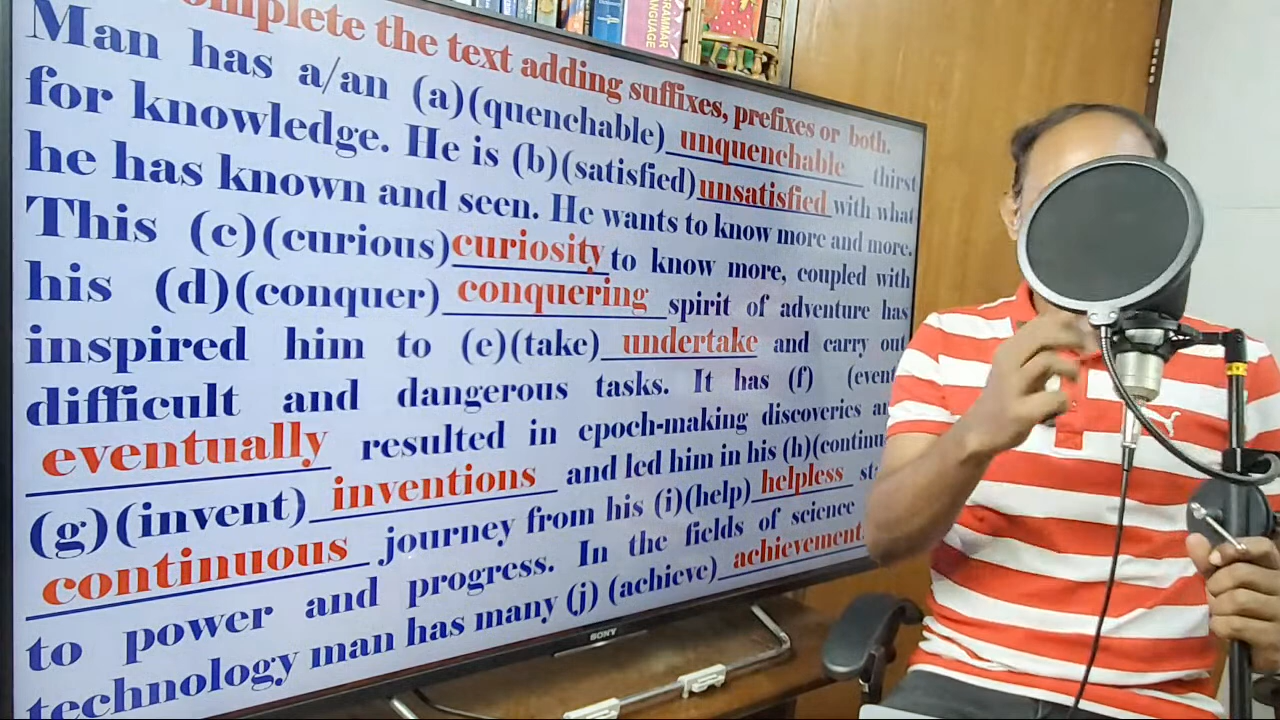 omplete the text adding suffixes, prefixes or both.
Man has a/an (a)(quenchable) unquenchable thirst
for knowledge. He is (b)(satisfied) unsatisfied with what
he has known and seen. He wants to know more and more.
This (c)(curious) curiosity to know more, coupled with
his (d)(conquer) conquering spirit of adventure has
inspired him to (e)(take) undertake and carry out
difficult and dangerous tasks. It has (f) (event
eventually resulted in epoch-making discoveries an
(g)(invent) inventions and led him in his (h)(continu
continuous journey from his (i)(help) helpless st
to power and progress. In the fields of science
technology man has many (j) (achieve) achievement.
SONY
GRAMMAR
LANGUAGE